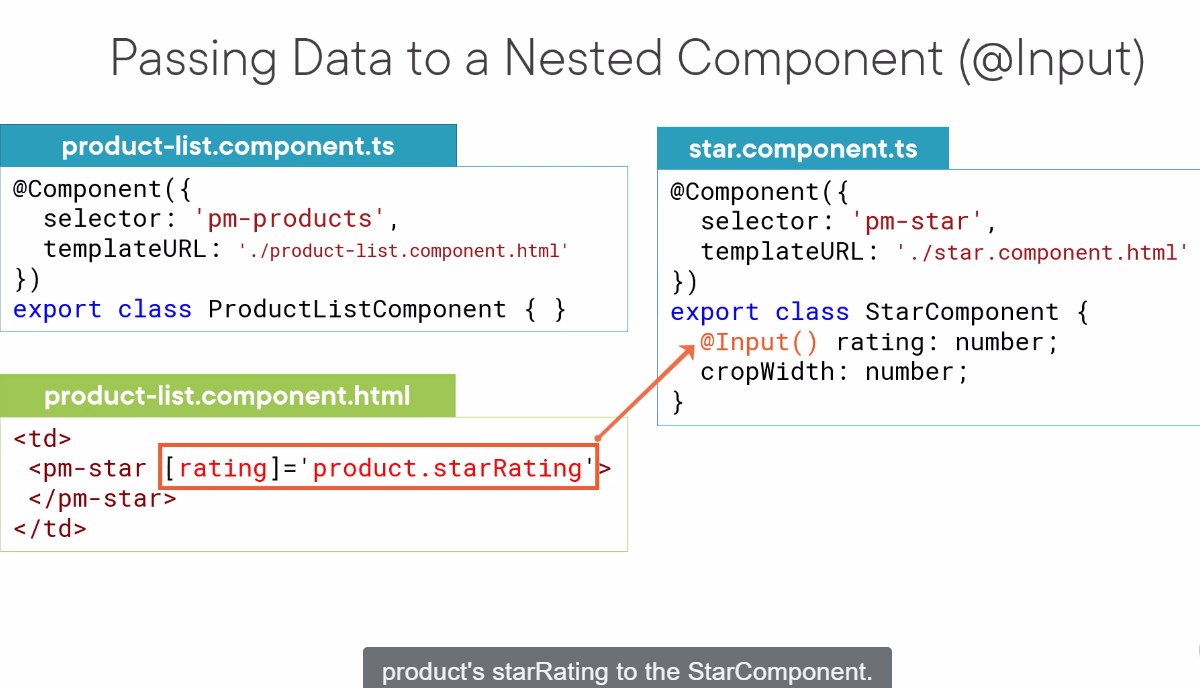 Passing Data to a Nested Component (@Input)
product-list.component.ts
@Component({
  selector: 'pm-products',
  templateURL: './product-list.component.html'
})
export class ProductListComponent { }
product-list.component.html
<td>
 <pm-star [rating]='product.starRating'>
 </pm-star>
</td>
star.component.ts
@Component({
  selector: 'pm-star',
  templateURL: './star.component.html'
})
export class StarComponent {
  @Input() rating: number;
  cropWidth: number;
}
product's starRating to the StarComponent.